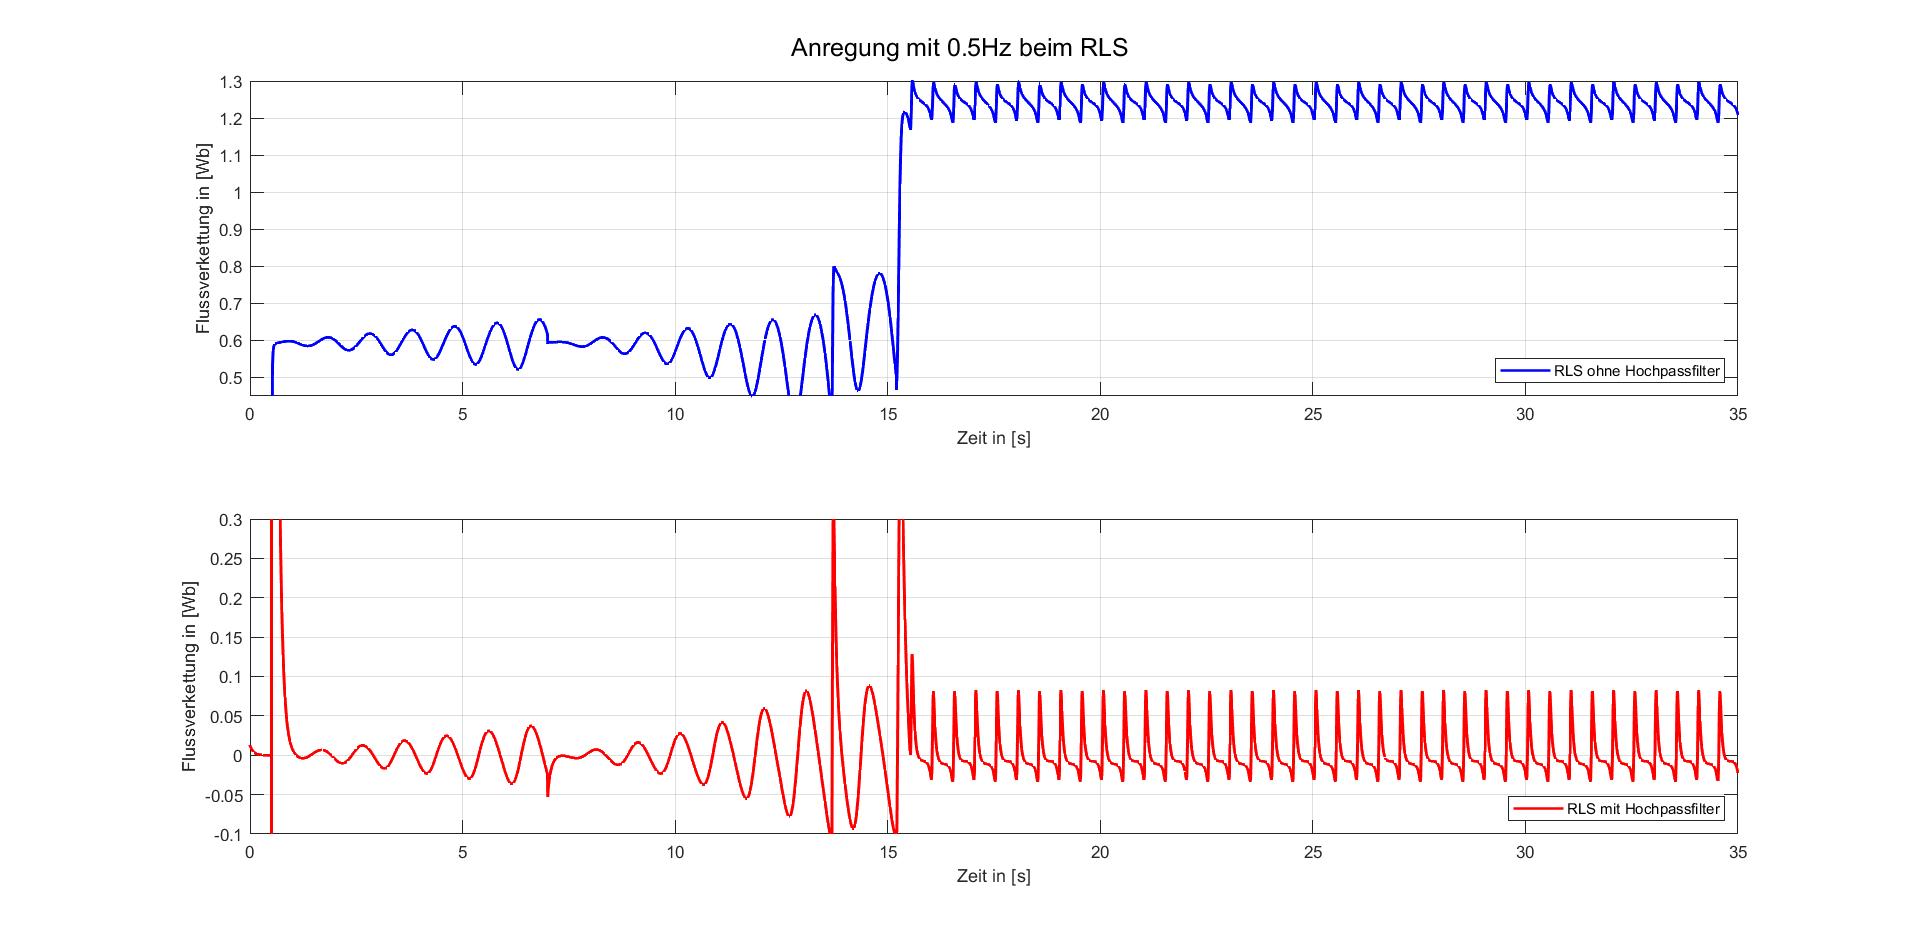 Anregung mit 0.5Hz beim RLS
Flussverkettung in [Wb]
1.3
1.2
1.1
1
0.9
0.8
0.7
0.6
0.5
RLS ohne Hochpassfilter
0 5 10 15 20 25 30 35
Zeit in [s]
Flussverkettung in [Wb]
0.3
0.25
0.2
0.15
0.1
0.05
0
-0.05
-0.1
RLS mit Hochpassfilter
0 5 10 15 20 25 30 35
Zeit in [s]